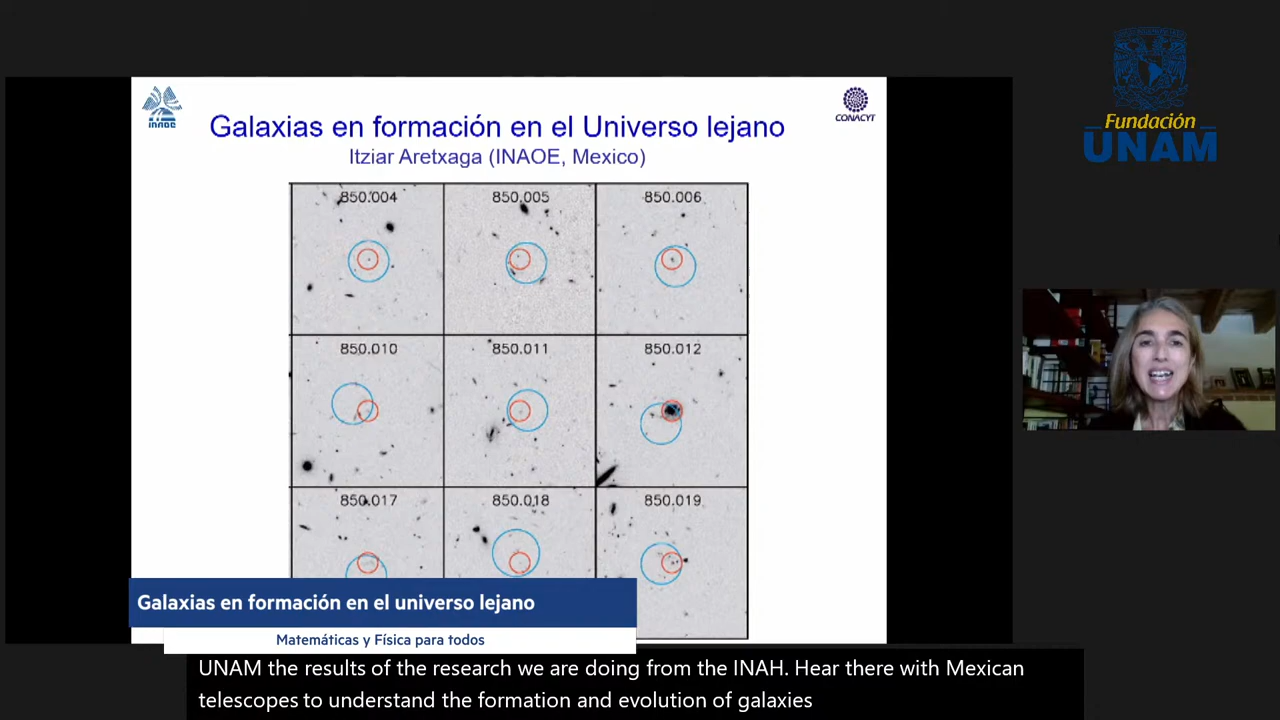 INAOE
CONACYT
Galaxias en formación en el Universo lejano
Itziar Aretxaga (INAOE, Mexico)
850.004
850.005
850.006
850.010
850.011
850.012
850.017
850.018
850.019
Fundación
UNAM
Galaxias en formación en el universo lejano
Matemáticas y Física para todos
UNAM the results of the research we are doing from the INAH. Hear there with Mexican
telescopes to understand the formation and evolution of galaxies